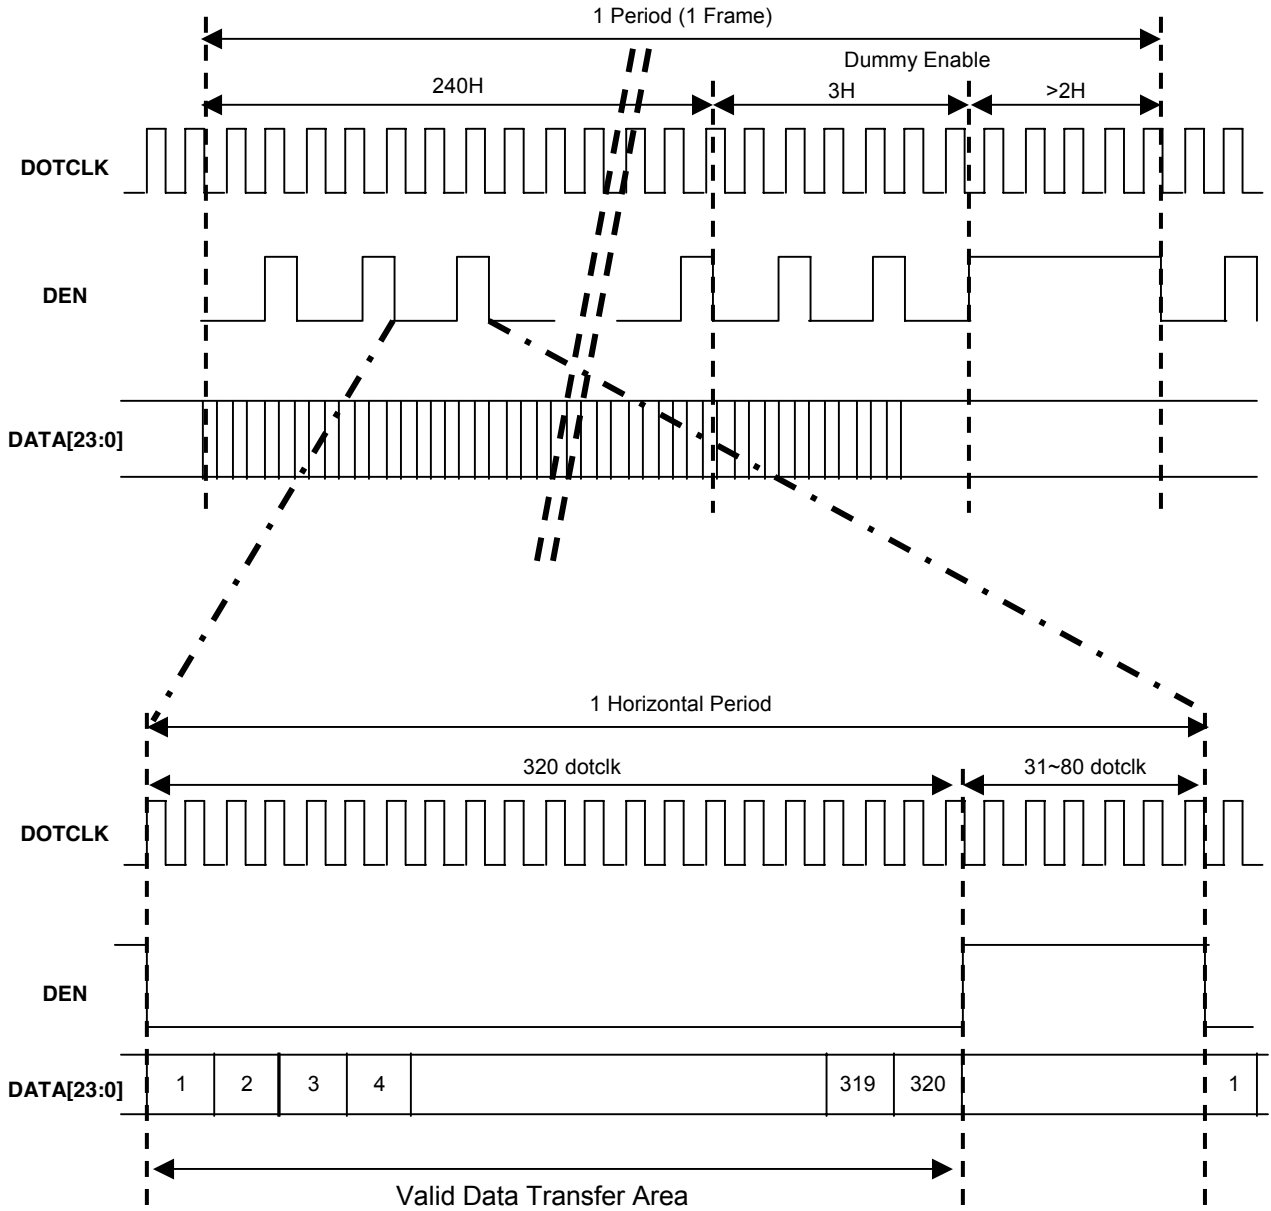 1 Period (1 Frame)
Dummy Enable
240H
3H
>2H
DOTCLK
DEN
DATA[23:0]
1 Horizontal Period
320 dotclk
31~80 dotclk
DOTCLK
DEN
DATA[23:0]
1 2 3 4 319 320 1
Valid Data Transfer Area